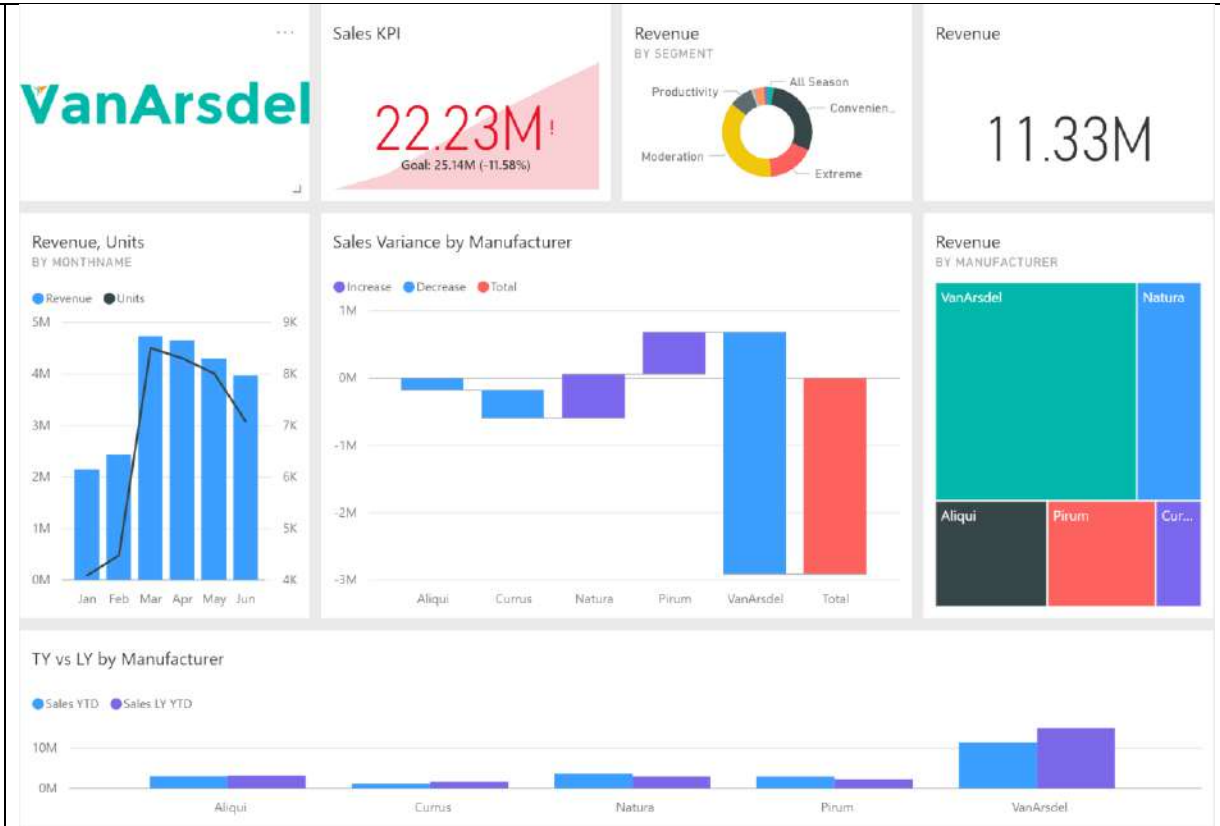 ...
VanArsdel
Sales KPI
22.23M!
Goal: 25.14M (-11.58%)
Revenue
BY SEGMENT
All Season
Productivity
Convenien...
Moderation
Extreme
Revenue
11.33M
Revenue, Units
BY MONTHNAME
Revenue Units
5M 9K
4M 8K
3M 7K
2M 6K
1M 5K
0M 4K
Jan Feb Mar Apr May Jun
Sales Variance by Manufacturer
Increase Decrease Total
1M
0M
-1M
-2M
-3M
Aliqui Currus Natura Pirum VanArsdel Total
Revenue
BY MANUFACTURER
VanArsdel Natura
Aliqui Pirum Cur...
TY vs LY by Manufacturer
Sales YTD Sales LY YTD
10M
0M
Aliqui Currus Natura Pirum VanArsdel